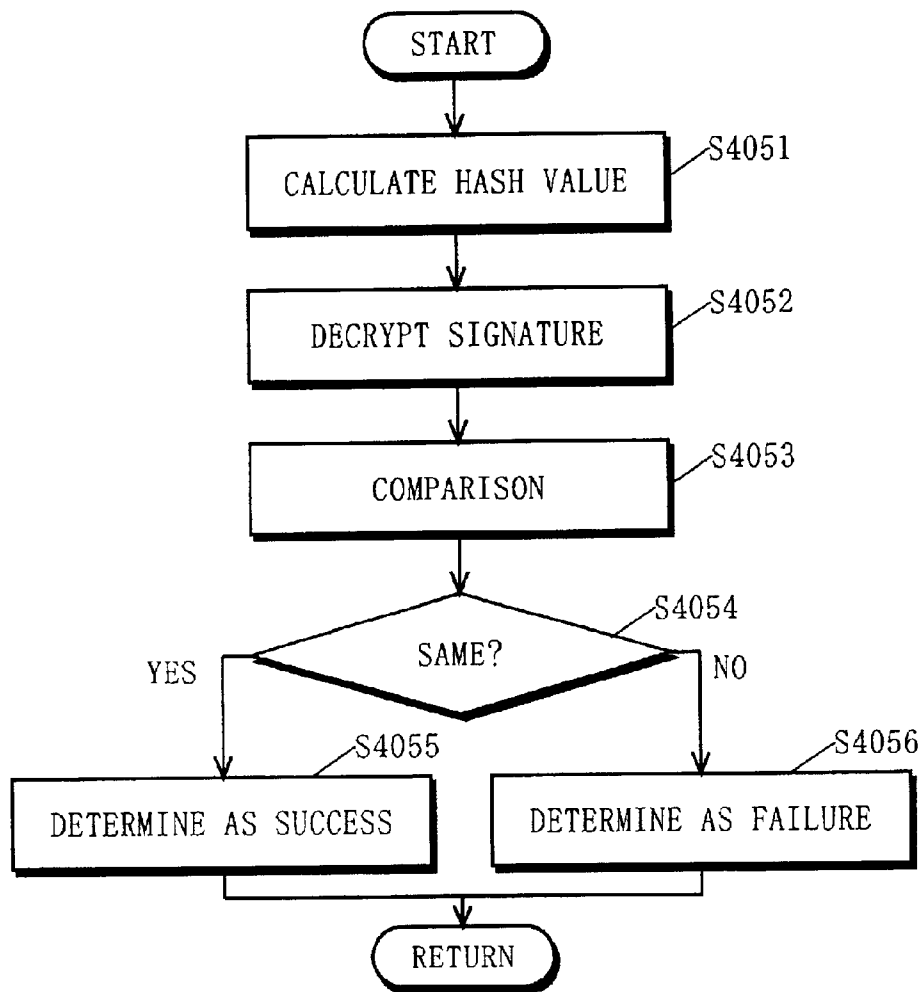 START
S4051
CALCULATE HASH VALUE
S4052
DECRYPT SIGNATURE
S4053
COMPARISON
S4054
SAME?
YES
NO
S4055
S4056
DETERMINE AS SUCCESS
DETERMINE AS FAILURE
RETURN